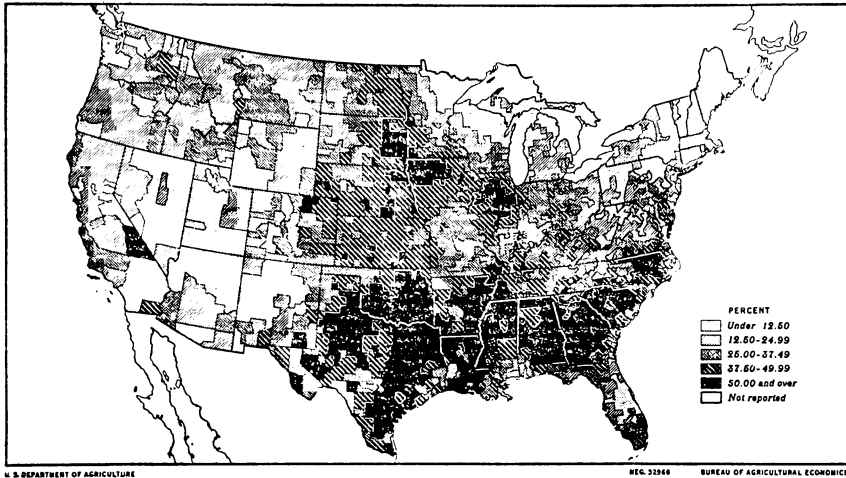 PERCENT
Under 12.50
12.50-24.99
25.00-37.49
37.50-49.99
50.00 and over
Not reported
U. S. DEPARTMENT OF AGRICULTURE
NEG. 32966
BUREAU OF AGRICULTURAL ECONOMICS